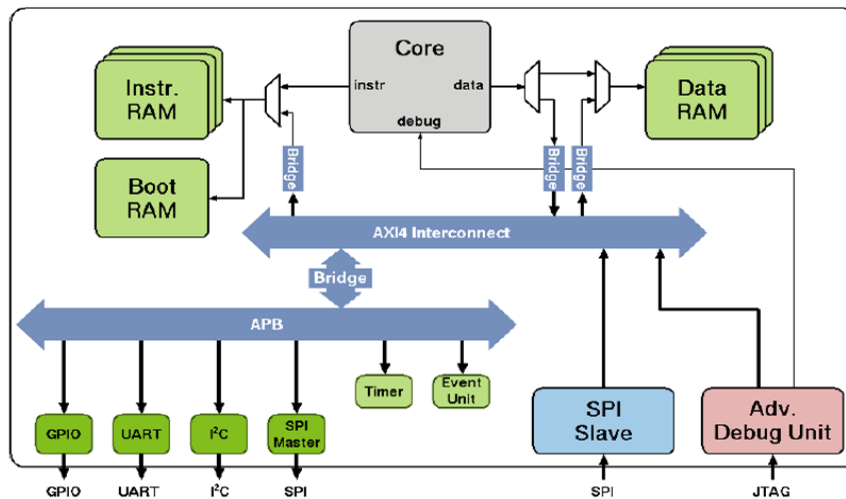 Core
instr
data
debug
Instr.
RAM
Data
RAM
Boot
RAM
Bridge
Bridge
Bridge
AXI4 Interconnect
Bridge
APB
Timer
Event
Unit
GPIO
UART
I²C
SPI
Master
SPI
Slave
Adv.
Debug Unit
GPIO
UART
I²C
SPI
SPI
JTAG